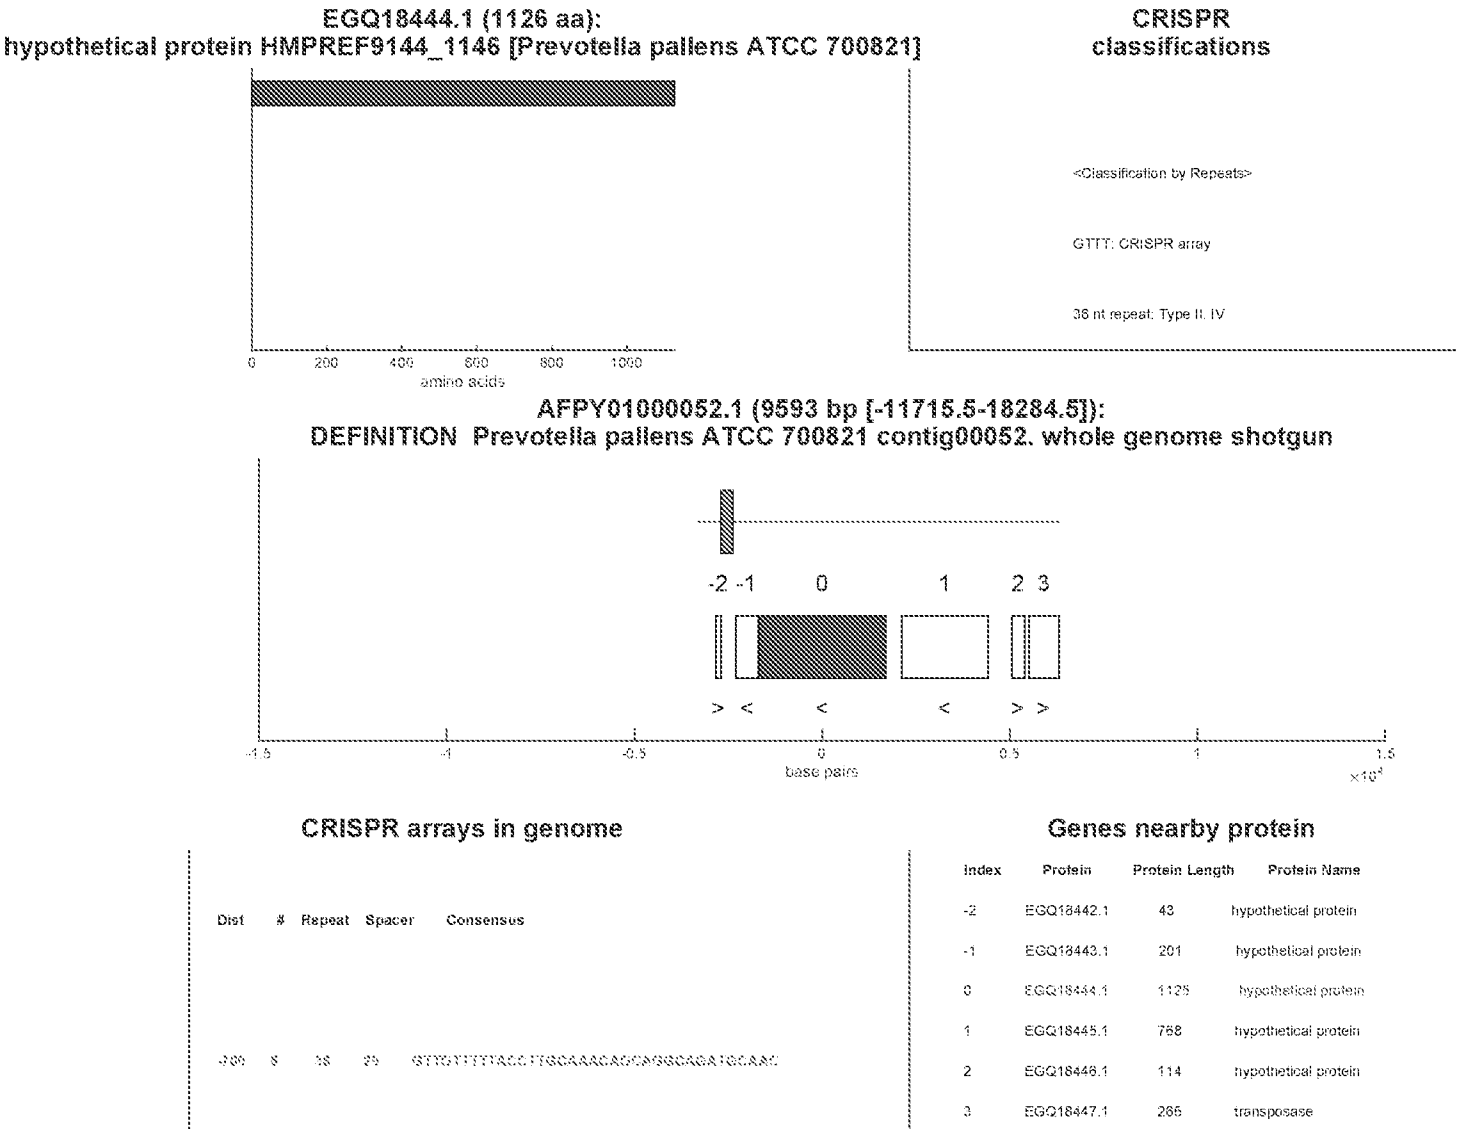 EGQ18444.1 (1126 aa):
hypothetical protein HMPREF9144_1146 [Prevotella pallens ATCC 700821]
0 200 400 600 800 1000
amino acids
CRISPR
classifications
<Classification by Repeats>
GTTT: CRISPR array
36 nt repeat: Type II, IV
AFPY01000052.1 (9593 bp [-11715.5-18284.5]):
DEFINITION Prevotella pallens ATCC 700821 contig00052. whole genome shotgun
-2 -1 0 1 2 3
> < < < > >
-1.5 -1 -0.5 0 0.5 1 1.5
base pairs
×10⁴
CRISPR arrays in genome
Dist # Repeat Spacer Consensus
Genes nearby protein
Index Protein Protein Length Protein Name
-2 EGQ18442.1 43 hypothetical protein
-1 EGQ18443.1 201 hypothetical protein
0 EGQ18444.1 hypothetical protein
1 EGQ18445.1 768 hypothetical protein
2 EGQ18446.1 114 hypothetical protein
3 EGQ18447.1 transposase